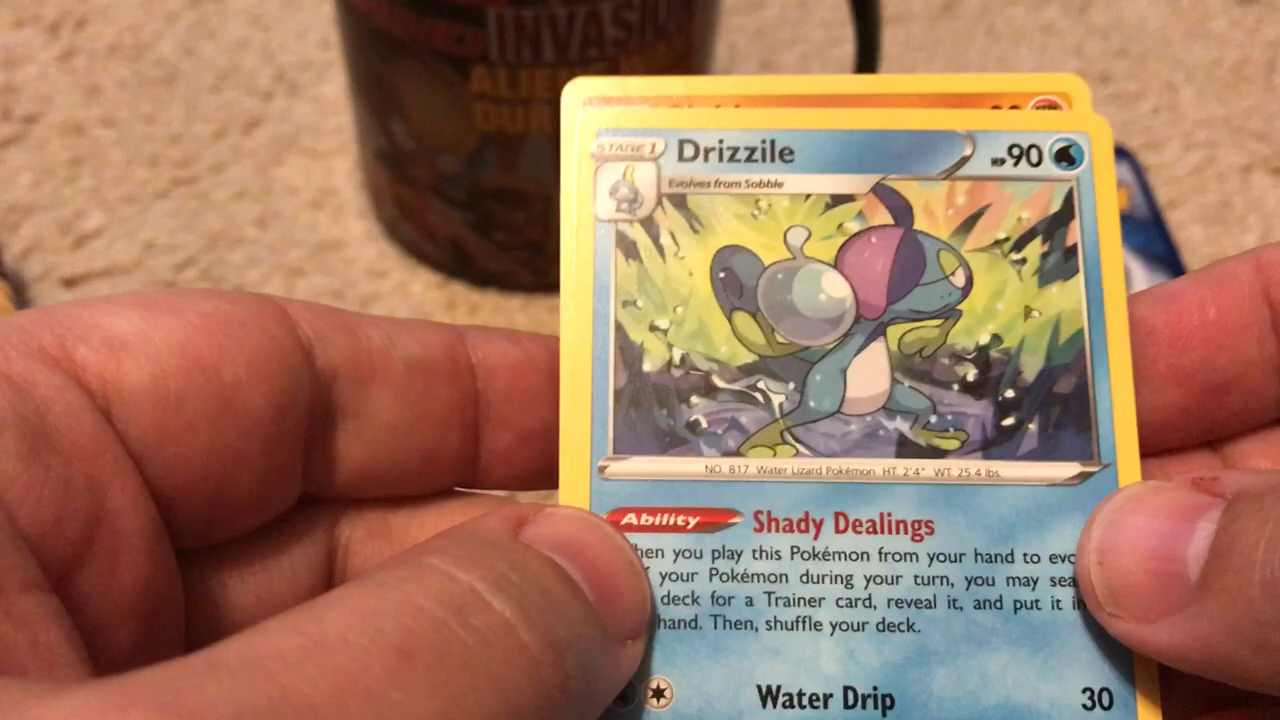 INVASI
STAGE 1
Drizzile
HP 90
Evolves from Sobble
NO. 817 Water Lizard Pokémon HT. 2'4" WT. 25.4 lbs.
Ability
Shady Dealings
hen you play this Pokémon from your hand to evo
your Pokémon during your turn, you may sea
deck for a Trainer card, reveal it, and put it in
hand. Then, shuffle your deck.
Water Drip
30